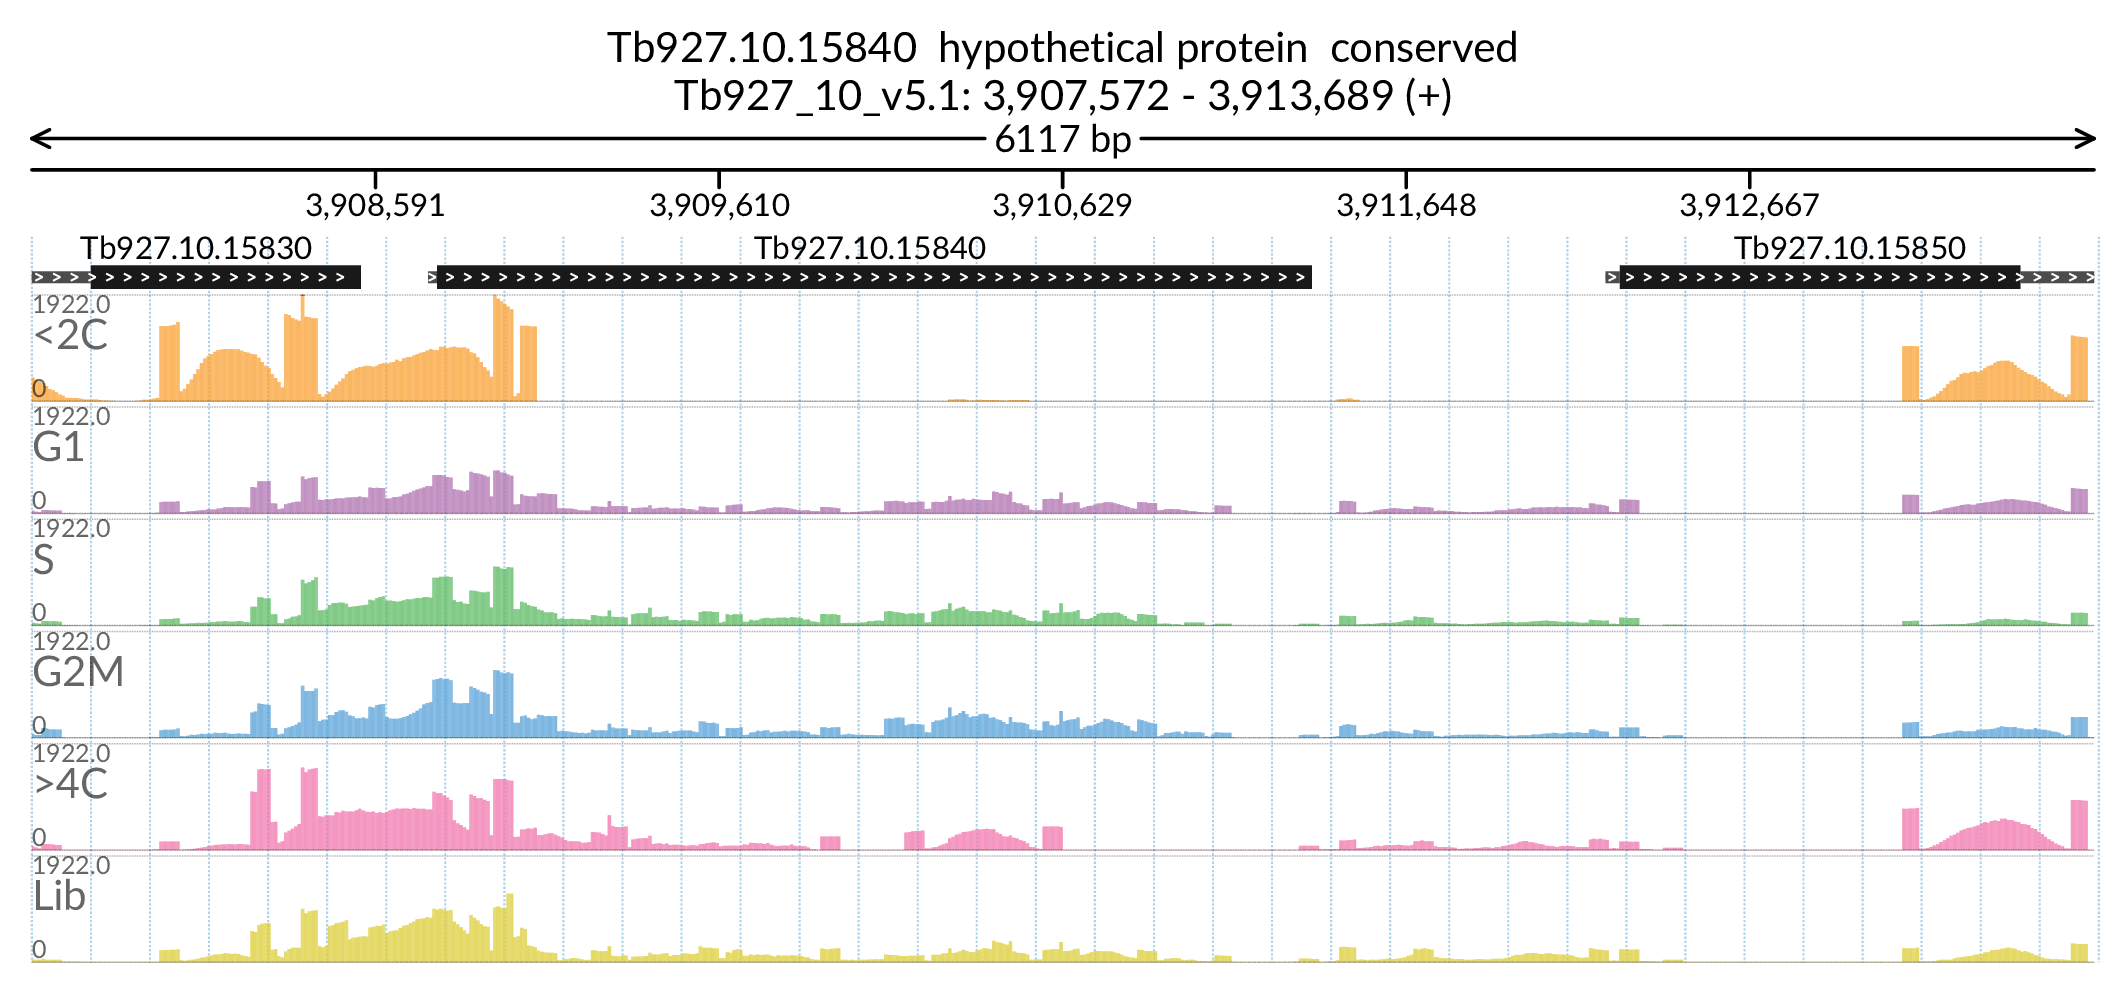 Tb927.10.15840 hypothetical protein conserved
Tb927_10_v5.1: 3,907,572 - 3,913,689 (+)
6117 bp
3,908,591 3,909,610 3,910,629 3,911,648 3,912,667
Tb927.10.15830 Tb927.10.15840 Tb927.10.15850
1922.0
<2C
0
1922.0
G1
0
1922.0
S
0
1922.0
G2M
0
1922.0
>4C
0
1922.0
Lib
0